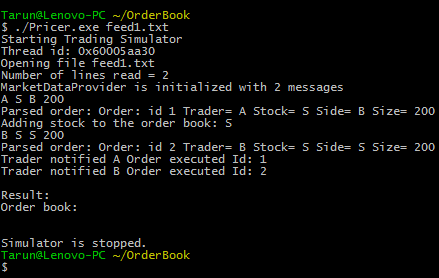 Tarun@Lenovo-PC ~/OrderBook
$ ./Pricer.exe feed1.txt
Starting Trading Simulator
Thread id: 0x60005aa30
Opening file feed1.txt
Number of lines read = 2
MarketDataProvider is initialized with 2 messages
A S B 200
Parsed order: Order: id 1 Trader= A Stock= S Side= B Size= 200
Adding stock to the order book: S
B S S 200
Parsed order: Order: id 2 Trader= B Stock= S Side= S Size= 200
Trader notified A Order executed Id: 1
Trader notified B Order executed Id: 2
Result:
Order book:
Simulator is stopped.
Tarun@Lenovo-PC ~/OrderBook
$